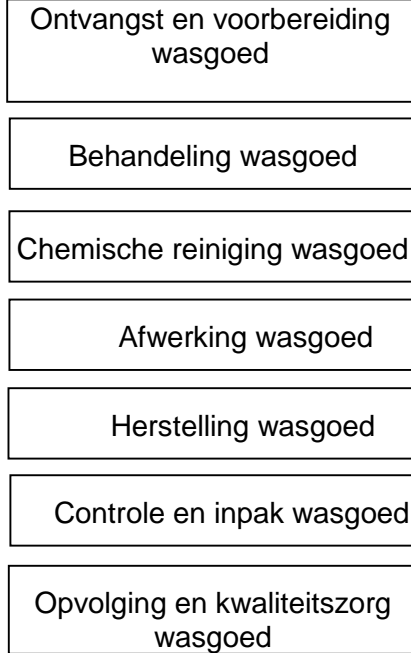 Ontvangst en voorbereiding
wasgoed
Behandeling wasgoed
Chemische reiniging wasgoed
Afwerking wasgoed
Herstelling wasgoed
Controle en inpak wasgoed
Opvolging en kwaliteitszorg
wasgoed